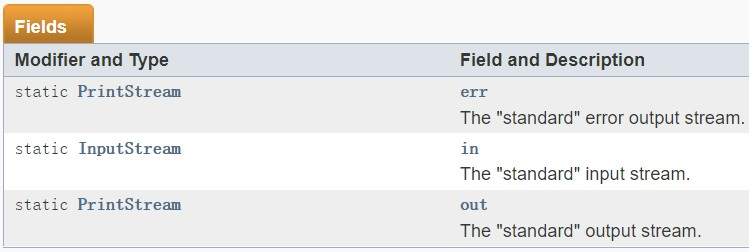 Fields
Modifier and Type Field and Description
static PrintStream err
The "standard" error output stream.
static InputStream in
The "standard" input stream.
static PrintStream out
The "standard" output stream.